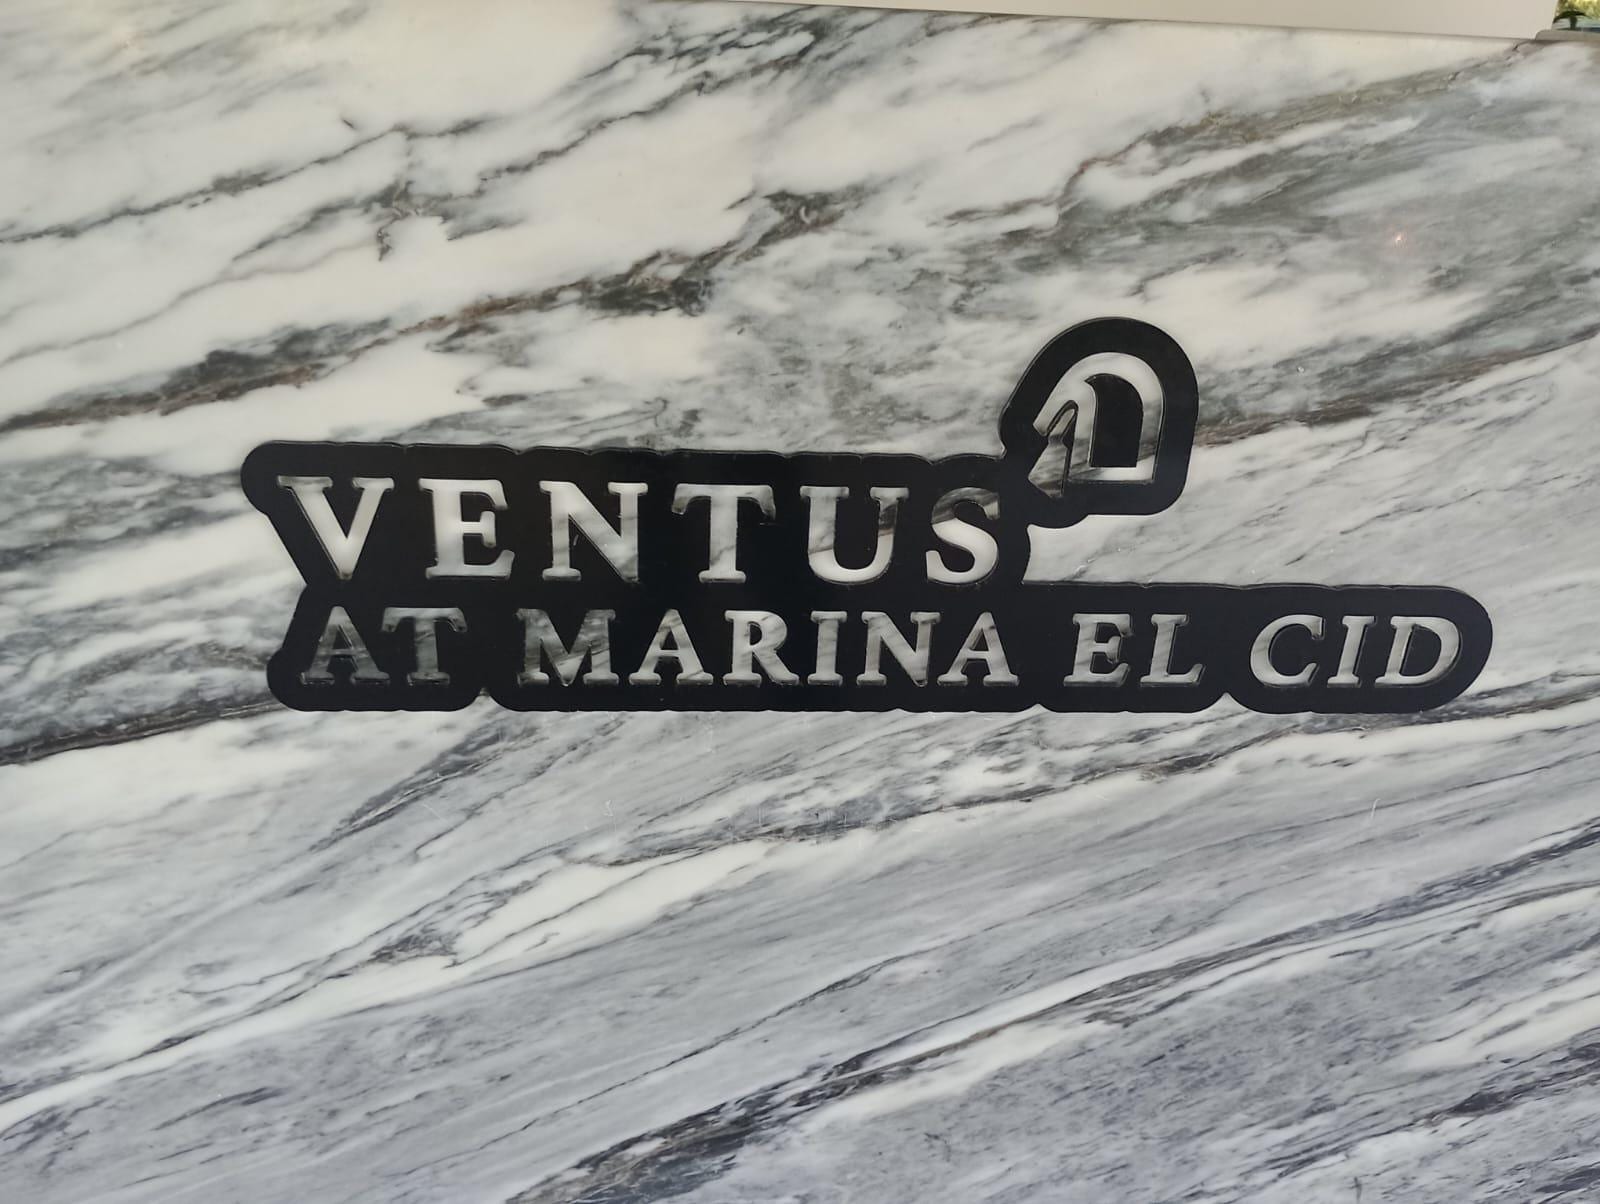 VENTUS
AT MARINA EL CID